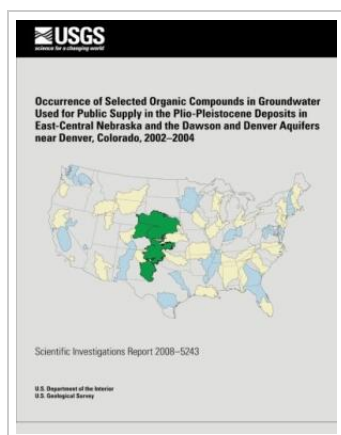 USGS
science for a changing world
Occurrence of Selected Organic Compounds in Groundwater
Used for Public Supply in the Plio-Pleistocene Deposits in
East-Central Nebraska and the Dawson and Denver Aquifers
near Denver, Colorado, 2002–2004
Scientific Investigations Report 2008–5243
U.S. Department of the Interior
U.S. Geological Survey